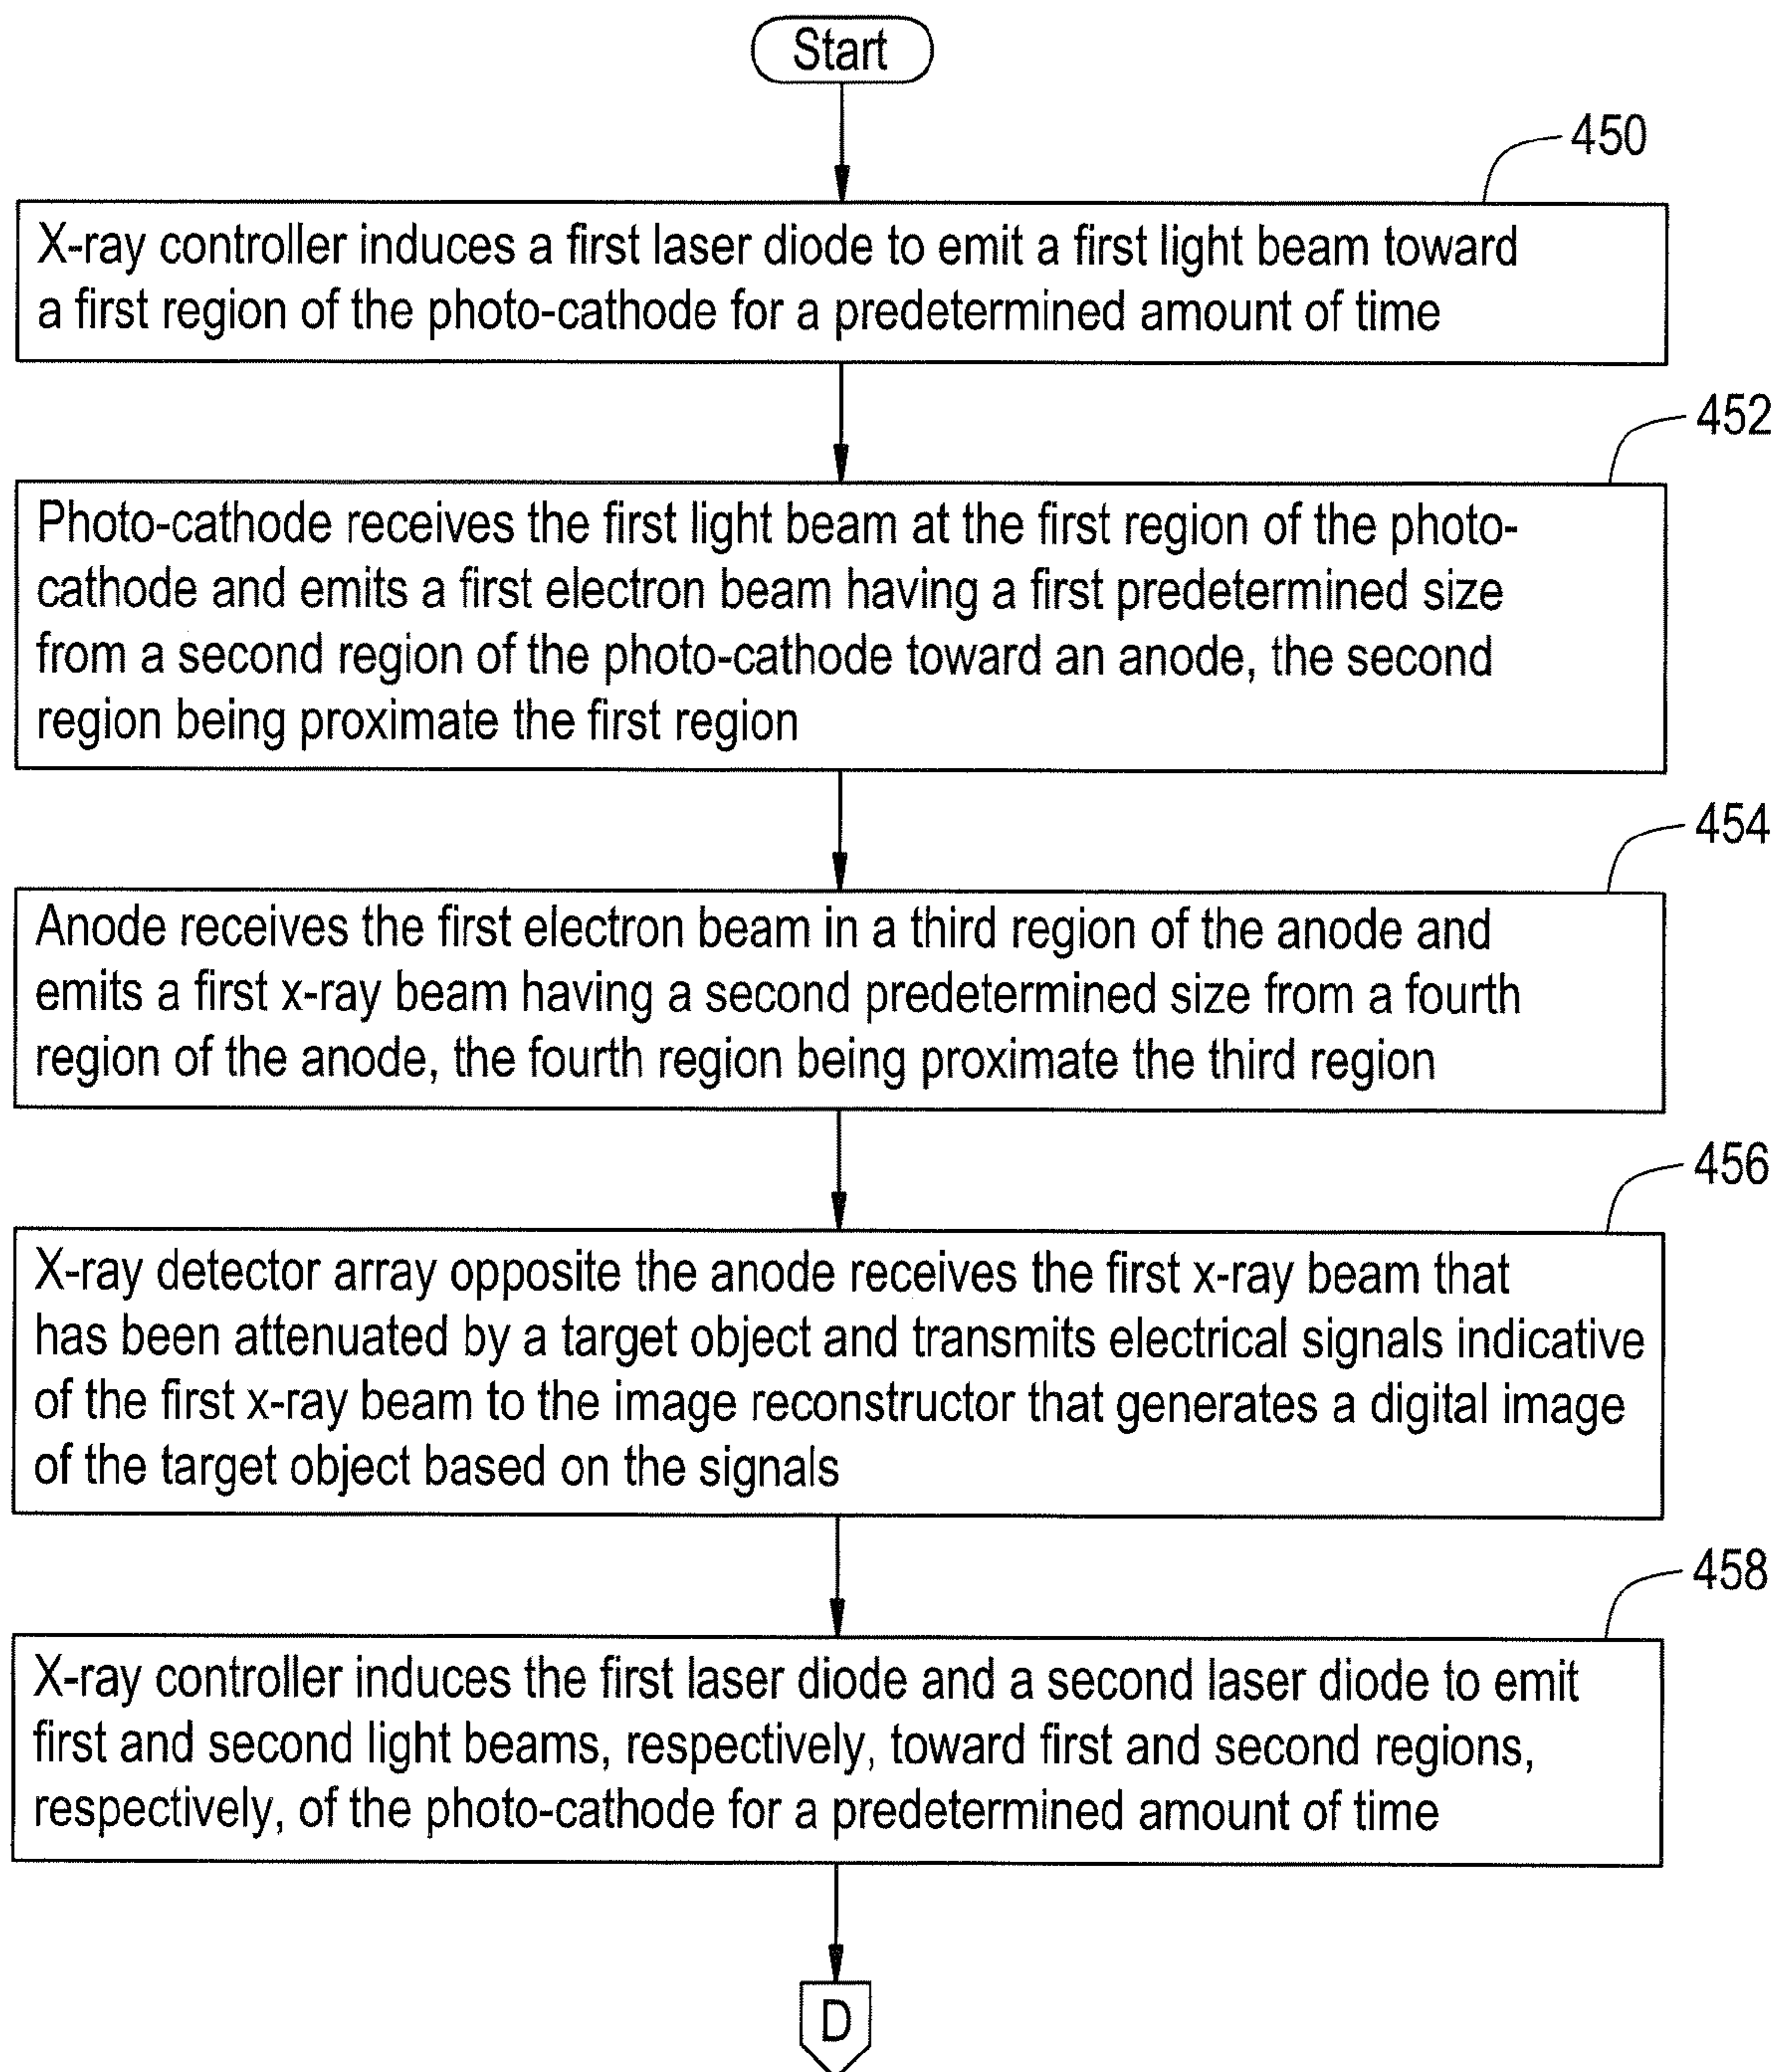 Start
450
X-ray controller induces a first laser diode to emit a first light beam toward
a first region of the photo-cathode for a predetermined amount of time
452
Photo-cathode receives the first light beam at the first region of the photo-
cathode and emits a first electron beam having a first predetermined size
from a second region of the photo-cathode toward an anode, the second
region being proximate the first region
454
Anode receives the first electron beam in a third region of the anode and
emits a first x-ray beam having a second predetermined size from a fourth
region of the anode, the fourth region being proximate the third region
456
X-ray detector array opposite the anode receives the first x-ray beam that
has been attenuated by a target object and transmits electrical signals indicative
of the first x-ray beam to the image reconstructor that generates a digital image
of the target object based on the signals
458
X-ray controller induces the first laser diode and a second laser diode to emit
first and second light beams, respectively, toward first and second regions,
respectively, of the photo-cathode for a predetermined amount of time
D